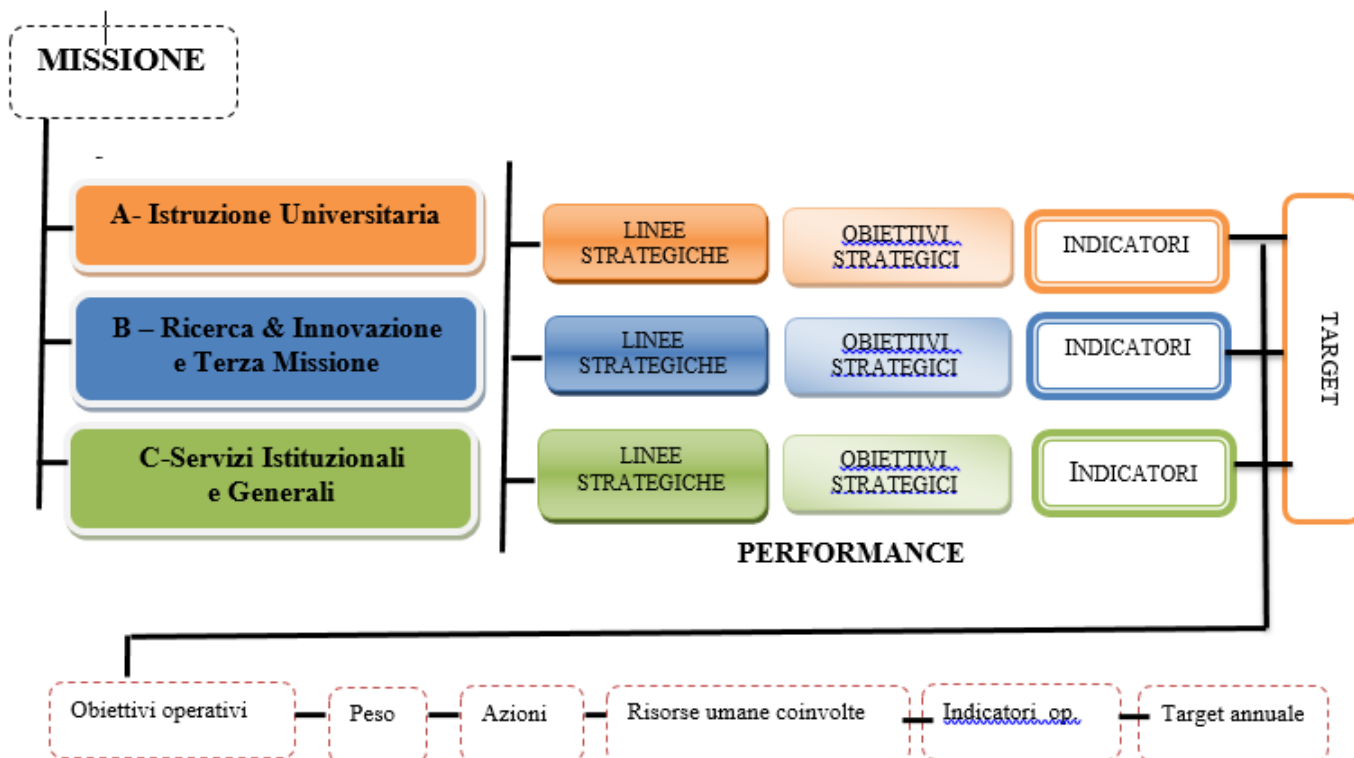 MISSIONE
A- Istruzione Universitaria
B – Ricerca & Innovazione
e Terza Missione
C-Servizi Istituzionali
e Generali
LINEE
STRATEGICHE
OBIETTIVI
STRATEGICI
INDICATORI
LINEE
STRATEGICHE
OBIETTIVI
STRATEGICI
INDICATORI
LINEE
STRATEGICHE
OBIETTIVI
STRATEGICI
INDICATORI
TARGET
PERFORMANCE
Obiettivi operativi
Peso
Azioni
Risorse umane coinvolte
Indicatori op.
Target annuale